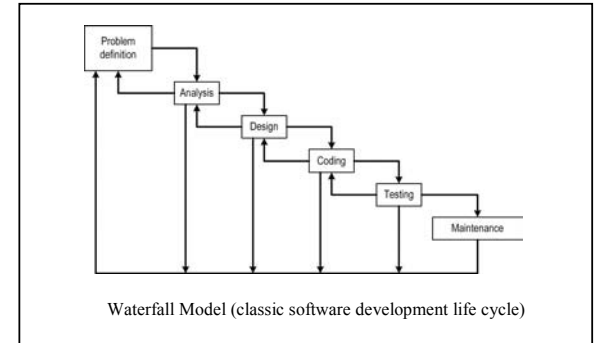 Problem
definition
Analysis
Design
Coding
Testing
Maintenance
Waterfall Model (classic software development life cycle)